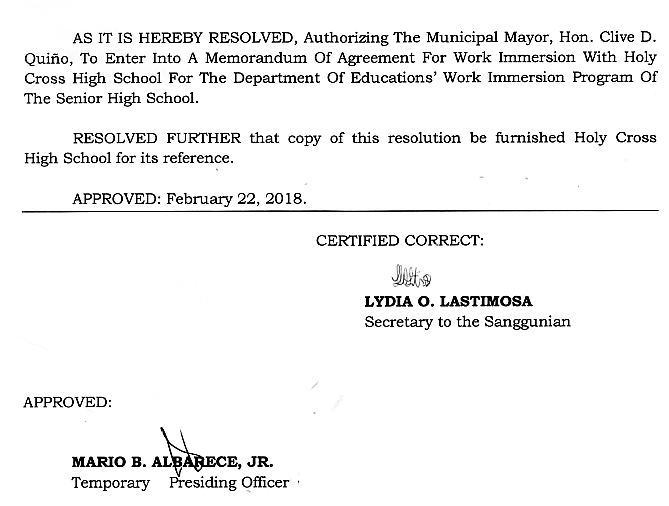 AS IT IS HEREBY RESOLVED, Authorizing The Municipal Mayor, Hon. Clive D.
Quiño, To Enter Into A Memorandum Of Agreement For Work Immersion With Holy
Cross High School For The Department Of Educations’ Work Immersion Program Of
The Senior High School.
RESOLVED FURTHER that copy of this resolution be furnished Holy Cross
High School for its reference.
APPROVED: February 22, 2018.
CERTIFIED CORRECT:
LYDIA O. LASTIMOSA
Secretary to the Sanggunian
APPROVED:
MARIO B. ALBARECE, JR.
Temporary Presiding Officer